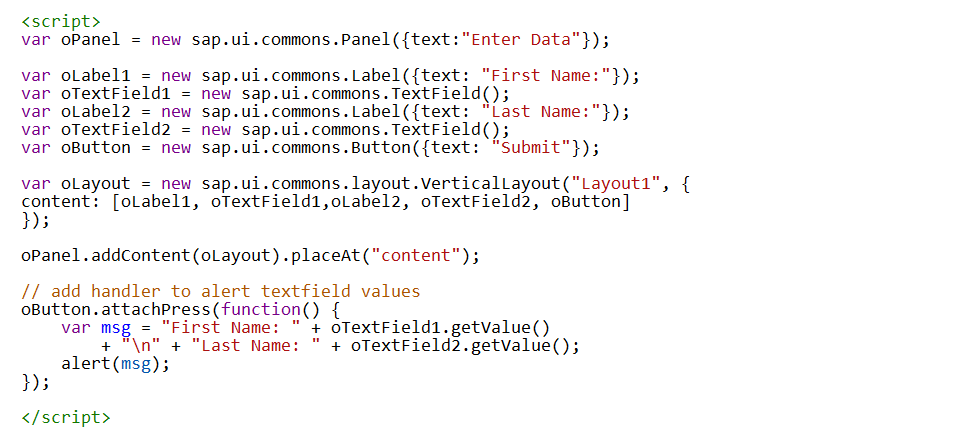 <script>
var oPanel = new sap.ui.commons.Panel({text:"Enter Data"});

var oLabel1 = new sap.ui.commons.Label({text: "First Name:"});
var oTextField1 = new sap.ui.commons.TextField();
var oLabel2 = new sap.ui.commons.Label({text: "Last Name:"});
var oTextField2 = new sap.ui.commons.TextField();
var oButton = new sap.ui.commons.Button({text: "Submit"});

var oLayout = new sap.ui.commons.layout.VerticalLayout("Layout1", {
content: [oLabel1, oTextField1,oLabel2, oTextField2, oButton]
});

oPanel.addContent(oLayout).placeAt("content");

// add handler to alert textfield values
oButton.attachPress(function() {
    var msg = "First Name: " + oTextField1.getValue()
        + "\n" + "Last Name: " + oTextField2.getValue();
    alert(msg);
});

</script>